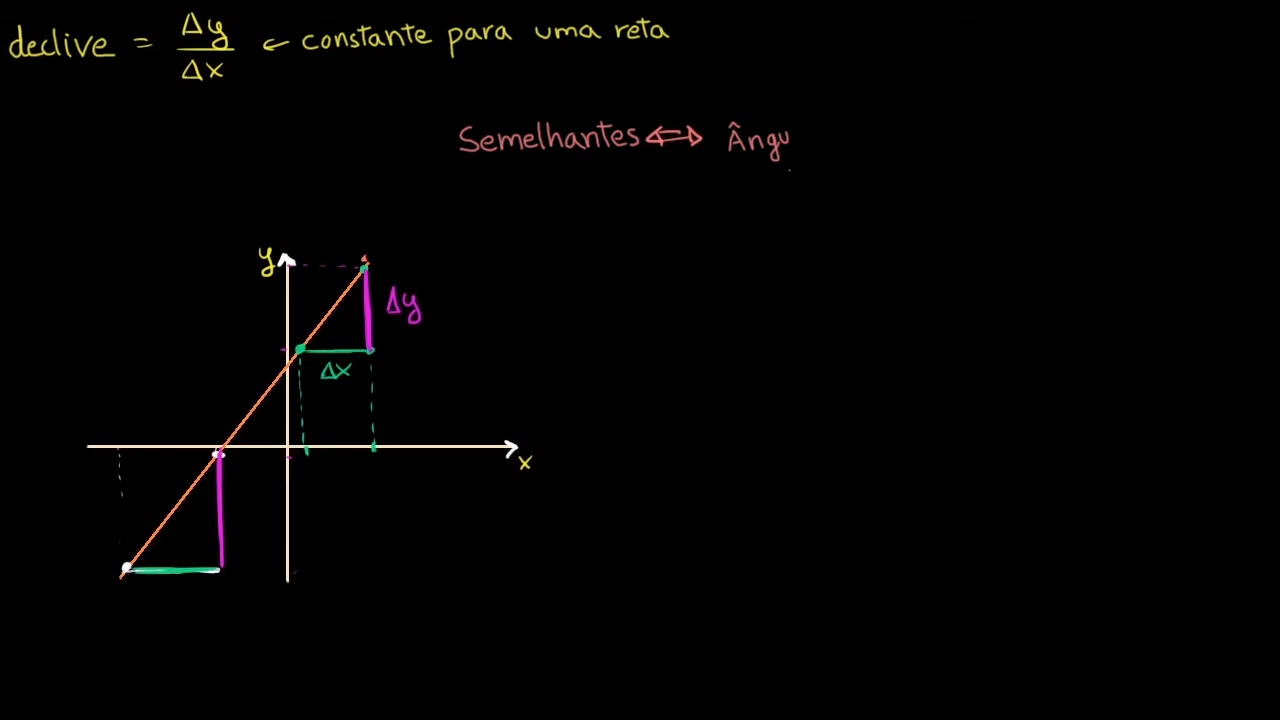 declive = Δy/Δx ← constante para uma reta
Semelhantes ⟺ Ângu
y
Δy
Δx
x